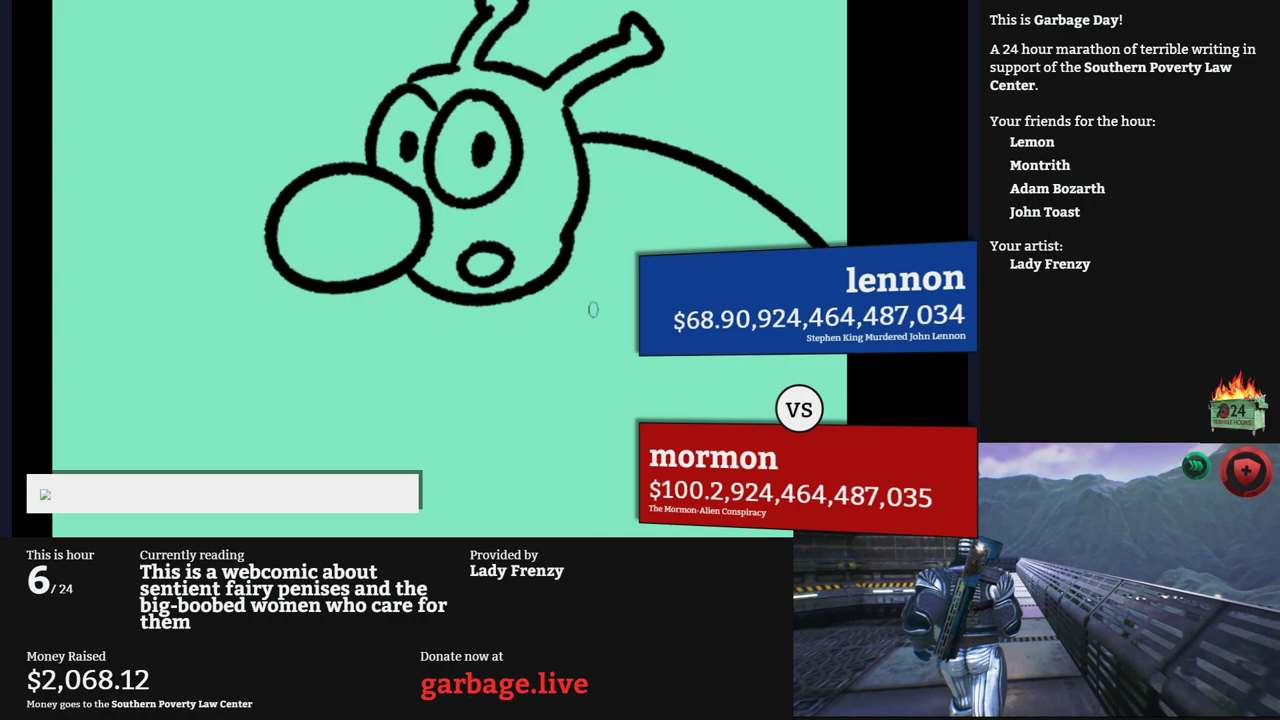 This is Garbage Day!
A 24 hour marathon of terrible writing in
support of the Southern Poverty Law
Center.
Your friends for the hour:
Lemon
Montrith
Adam Bozarth
John Toast
Your artist:
Lady Frenzy
lennon
$68.90,924,464,487,034
Stephen King Murdered John Lennon
VS
mormon
$100.2,924,464,487,035
The Mormon-Alien Conspiracy
This is hour
6/ 24
Currently reading
This is a webcomic about
sentient fairy penises and the
big-boobed women who care for
them
Provided by
Lady Frenzy
Money Raised
$2,068.12
Money goes to the Southern Poverty Law Center
Donate now at
garbage.live